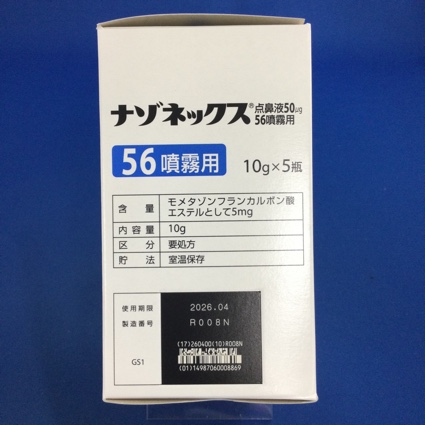 ナゾネックス®点鼻液50μg
56噴霧用
56噴霧用 10g×5瓶
含量 モメタゾンフランカルボン酸
エステルとして5mg
内容量 10g
区分 要処方
貯法 室温保存
使用期限 2026.04
製造番号 R008N
(17)260400(10)R008N
GS1
(01)14987060008869